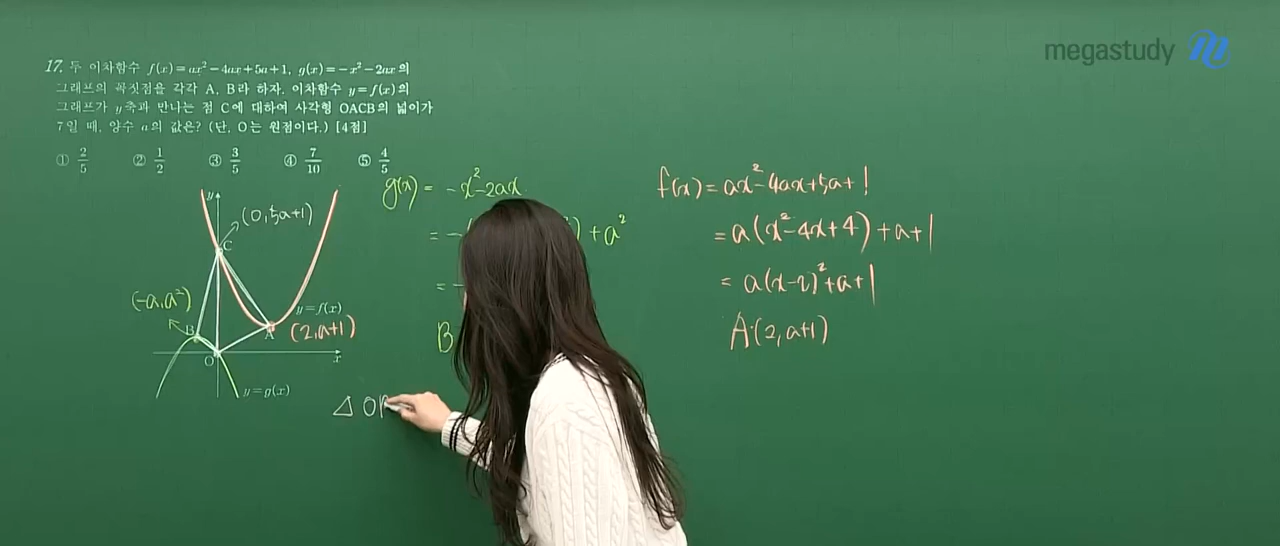 megastudy
17. 두 이차함수 f(x)=ax²-4ax+5a+1, g(x)=-x²-2ax의
그래프의 꼭짓점을 각각 A, B라 하자. 이차함수 y=f(x)의
그래프가 y축과 만나는 점 C에 대하여 사각형 OACB의 넓이가
7일 때, 양수 a의 값은? (단, O는 원점이다.) [4점]
① 2/5 ② 1/2 ③ 3/5 ④ 7/10 ⑤ 4/5
y
(0, 5a+1)
C
(-a, a²)
B
y=f(x)
A
(2, a+1)
O
x
y=g(x)
g(x) = -x²-2ax
= -( ) + a²
= -
B
△ O
f(x) = ax²-4ax+5a+1
= a(x²-4x+4)+a+1
= a(x-2)²+a+1
A:(2, a+1)